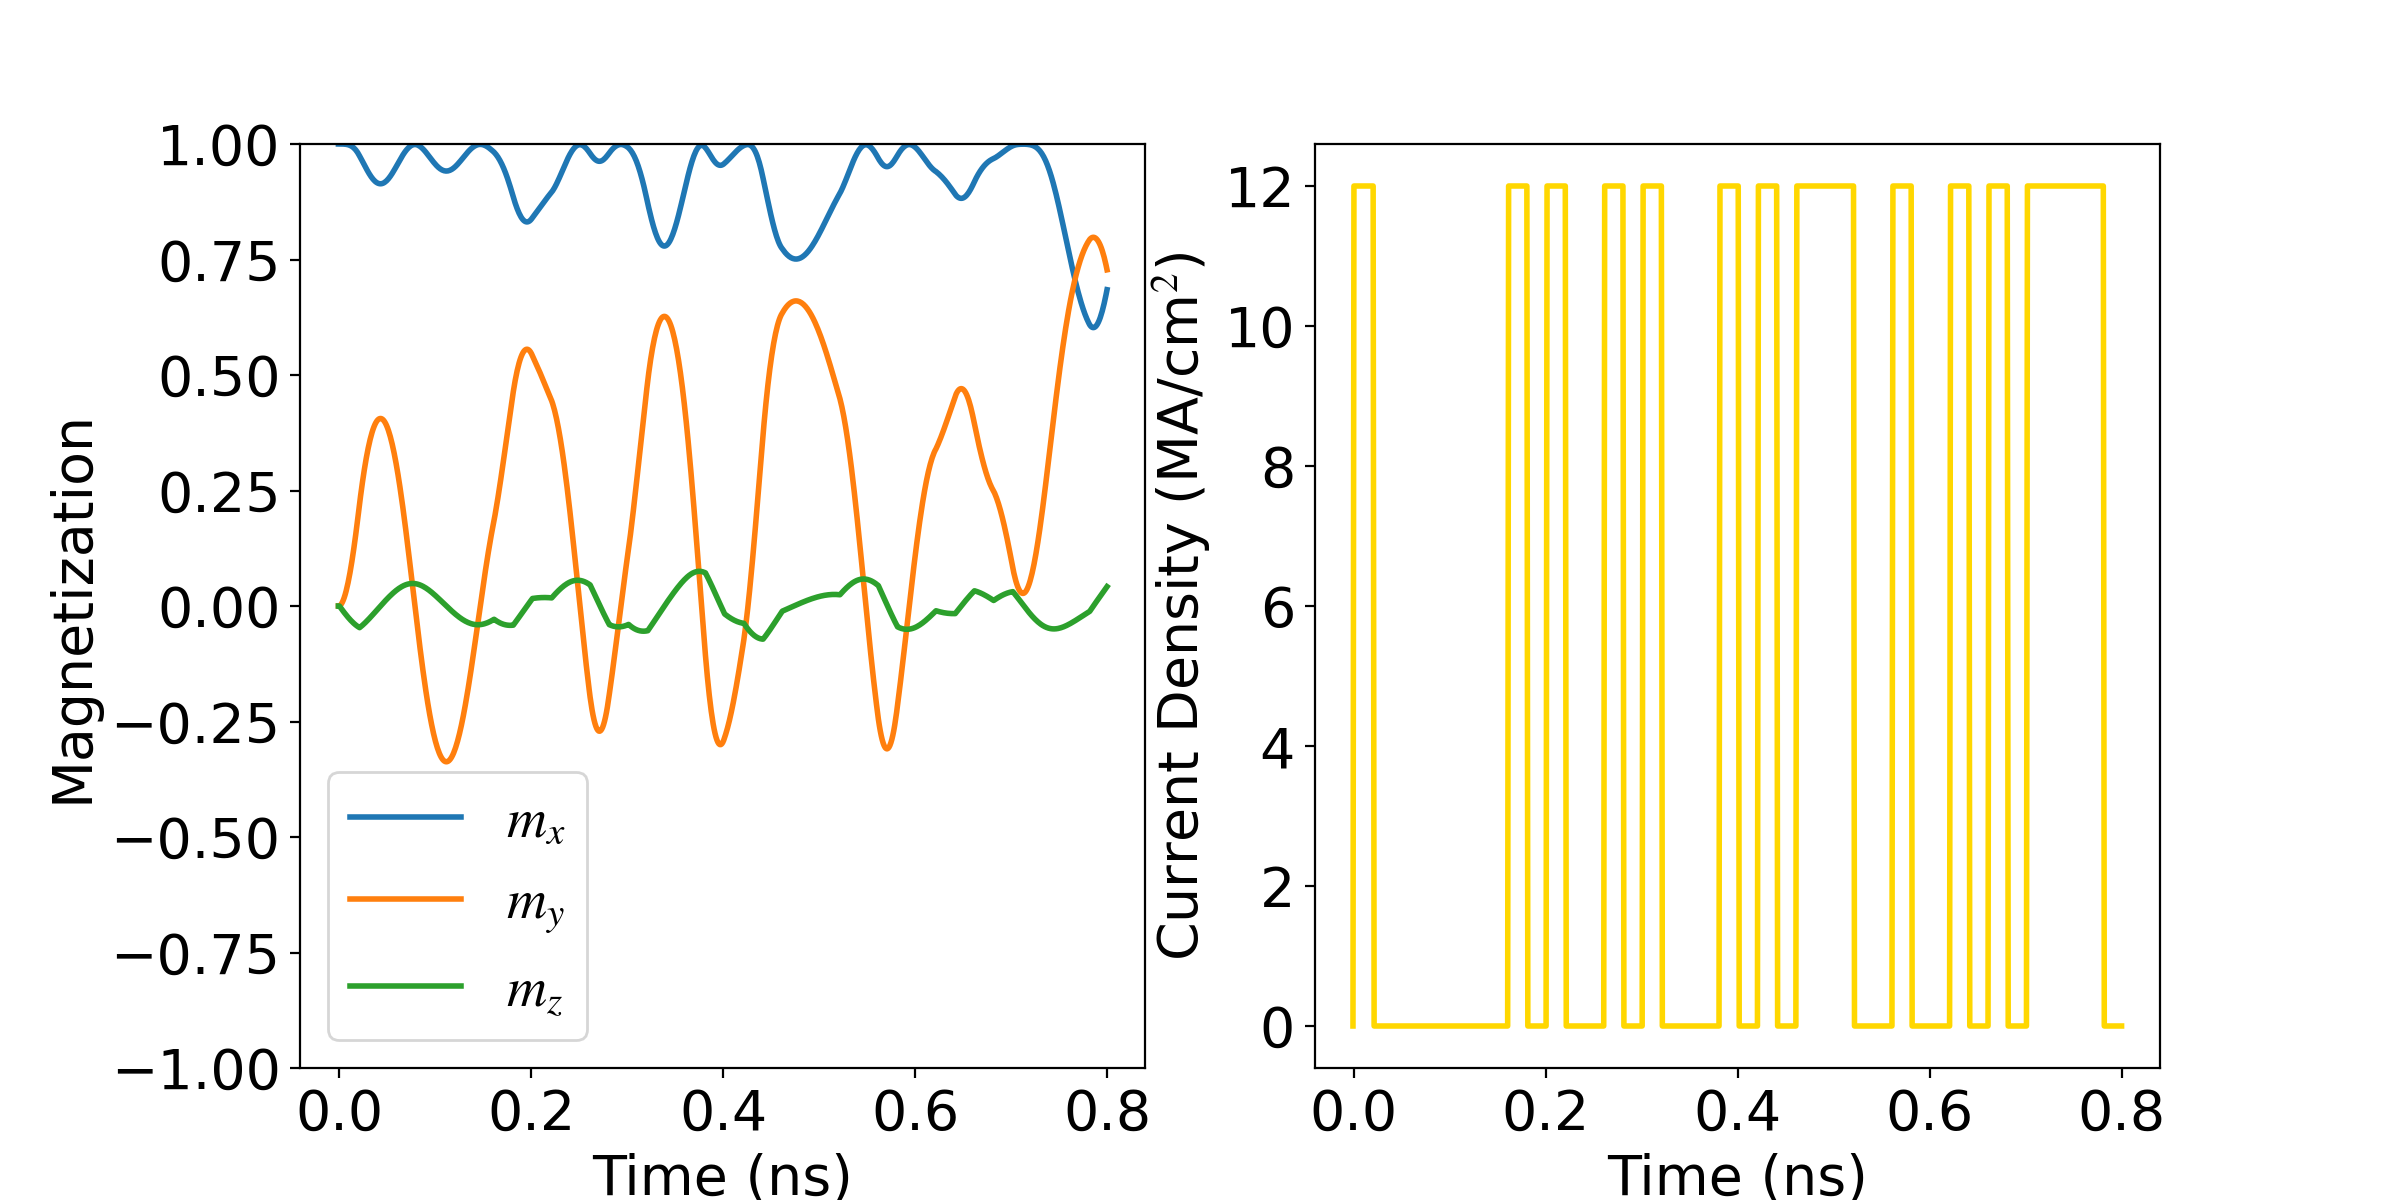 Magnetization
1.00
0.75
0.50
0.25
0.00
−0.25
−0.50
−0.75
−1.00
0.0 0.2 0.4 0.6 0.8
Time (ns)
m_x
m_y
m_z
Current Density (MA/cm²)
12
10
8
6
4
2
0
0.0 0.2 0.4 0.6 0.8
Time (ns)